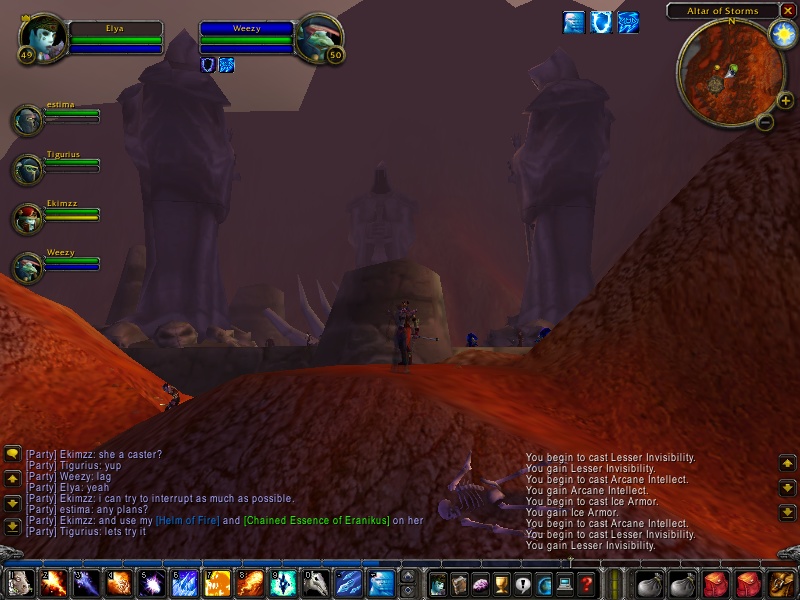 Elya
Weezy
Altar of Storms
N
49
50
estima
Tigurius
Ekimzz
Weezy
[Party] Ekimzz: she a caster?
[Party] Tigurius: yup
[Party] Weezy: lag
[Party] Elya: yeah
[Party] Ekimzz: i can try to interrupt as much as possible.
[Party] estima: any plans?
[Party] Ekimzz: and use my [Helm of Fire] and [Chained Essence of Eranikus] on her
[Party] Tigurius: lets try it
You begin to cast Lesser Invisibility.
You gain Lesser Invisibility.
You begin to cast Arcane Intellect.
You gain Arcane Intellect.
You begin to cast Ice Armor.
You gain Ice Armor.
You begin to cast Arcane Intellect.
You begin to cast Lesser Invisibility.
You gain Lesser Invisibility.